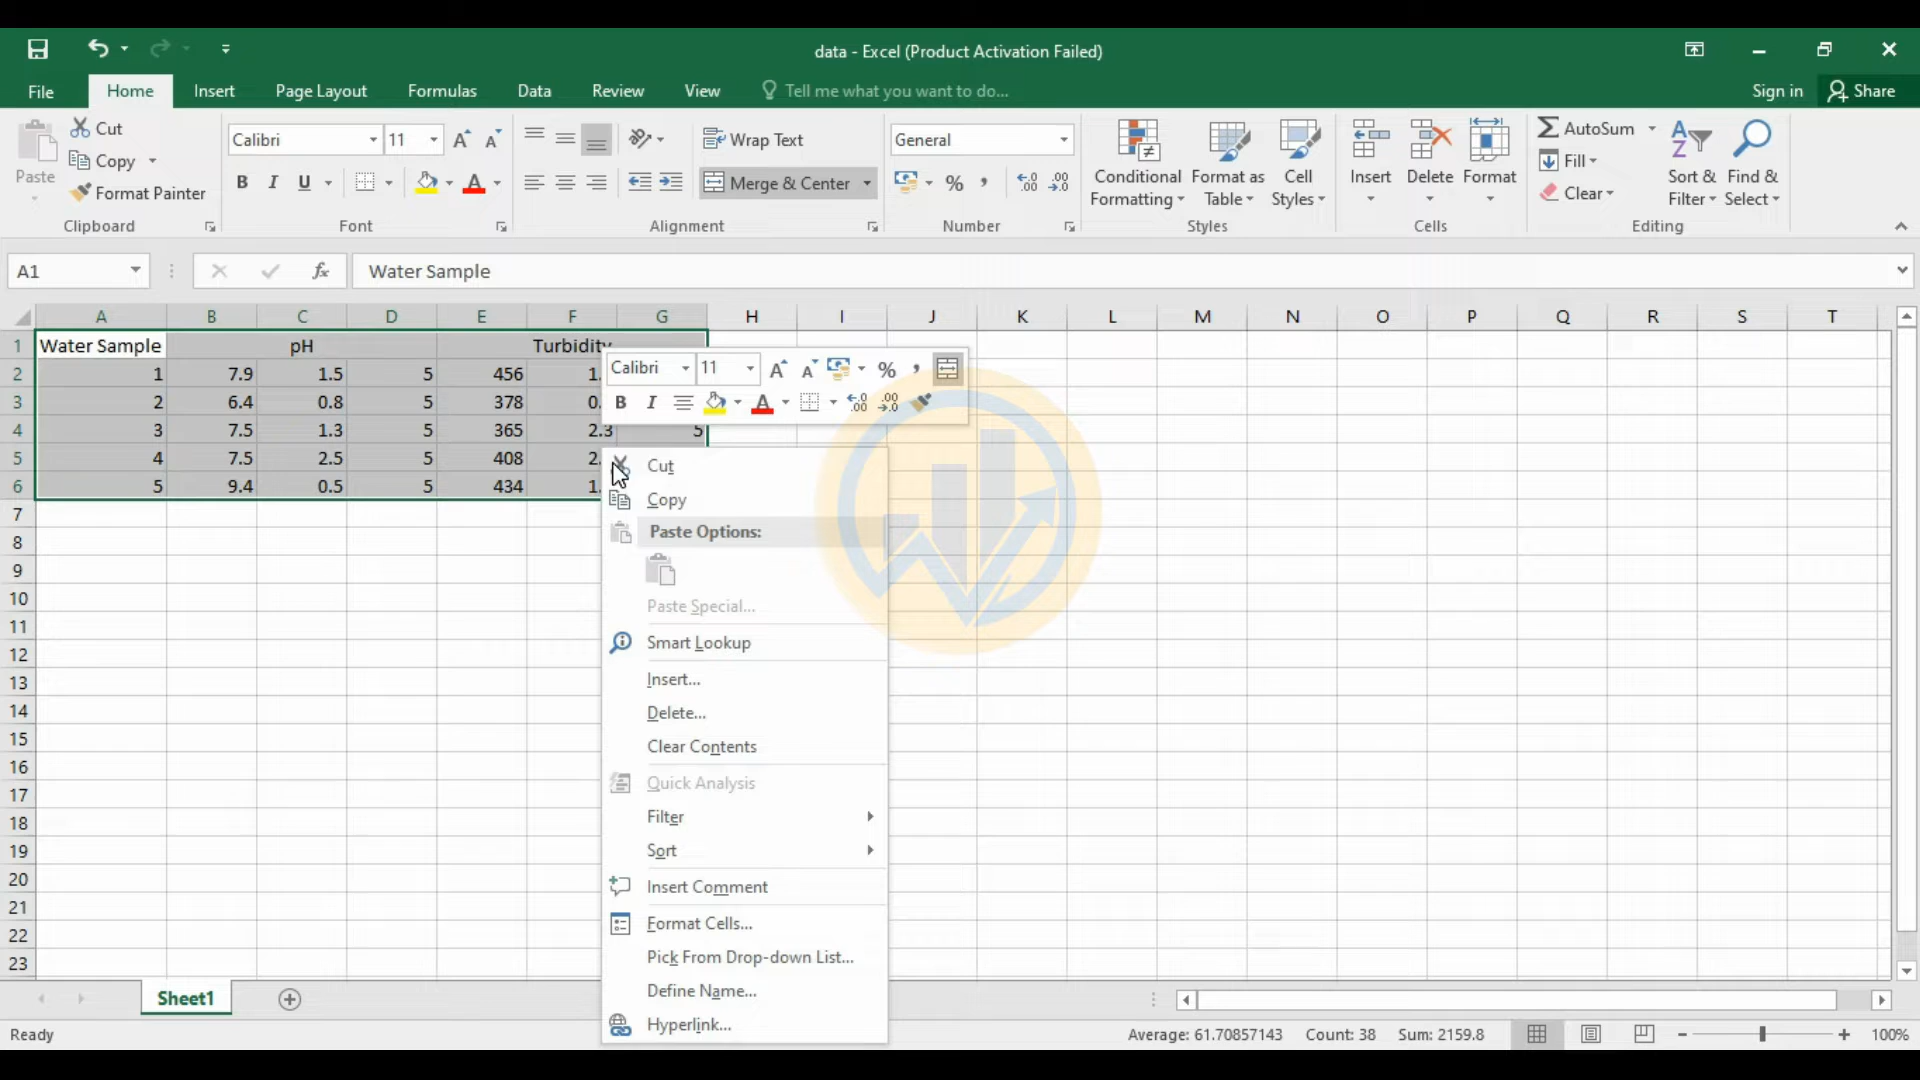 data - Excel (Product Activation Failed)
File Home Insert Page Layout Formulas Data Review View Tell me what you want to do... Sign in Share
Paste Cut Copy Format Painter
Clipboard
Calibri 11
B I U A
Font
Wrap Text
Merge & Center
Alignment
General
% ,
Number
Conditional Formatting Format as Table Cell Styles
Styles
Insert Delete Format
Cells
AutoSum Fill Clear Sort & Filter Find & Select
Editing
A1 fx Water Sample
A B C D E F G H I J K L M N O P Q R S T
1 Water Sample pH Turbidity
2 1 7.9 1.5 5 456 1.
3 2 6.4 0.8 5 378 0.
4 3 7.5 1.3 5 365 2.3 5
5 4 7.5 2.5 5 408 2.
6 5 9.4 0.5 5 434 1.
7
8
9
10
11
12
13
14
15
16
17
18
19
20
21
22
23
Calibri 11 A A % ,
B I A
Cut
Copy
Paste Options:
Paste Special...
Smart Lookup
Insert...
Delete...
Clear Contents
Quick Analysis
Filter
Sort
Insert Comment
Format Cells...
Pick From Drop-down List...
Define Name...
Hyperlink...
Sheet1
Ready Average: 61.70857143 Count: 38 Sum: 2159.8 100%